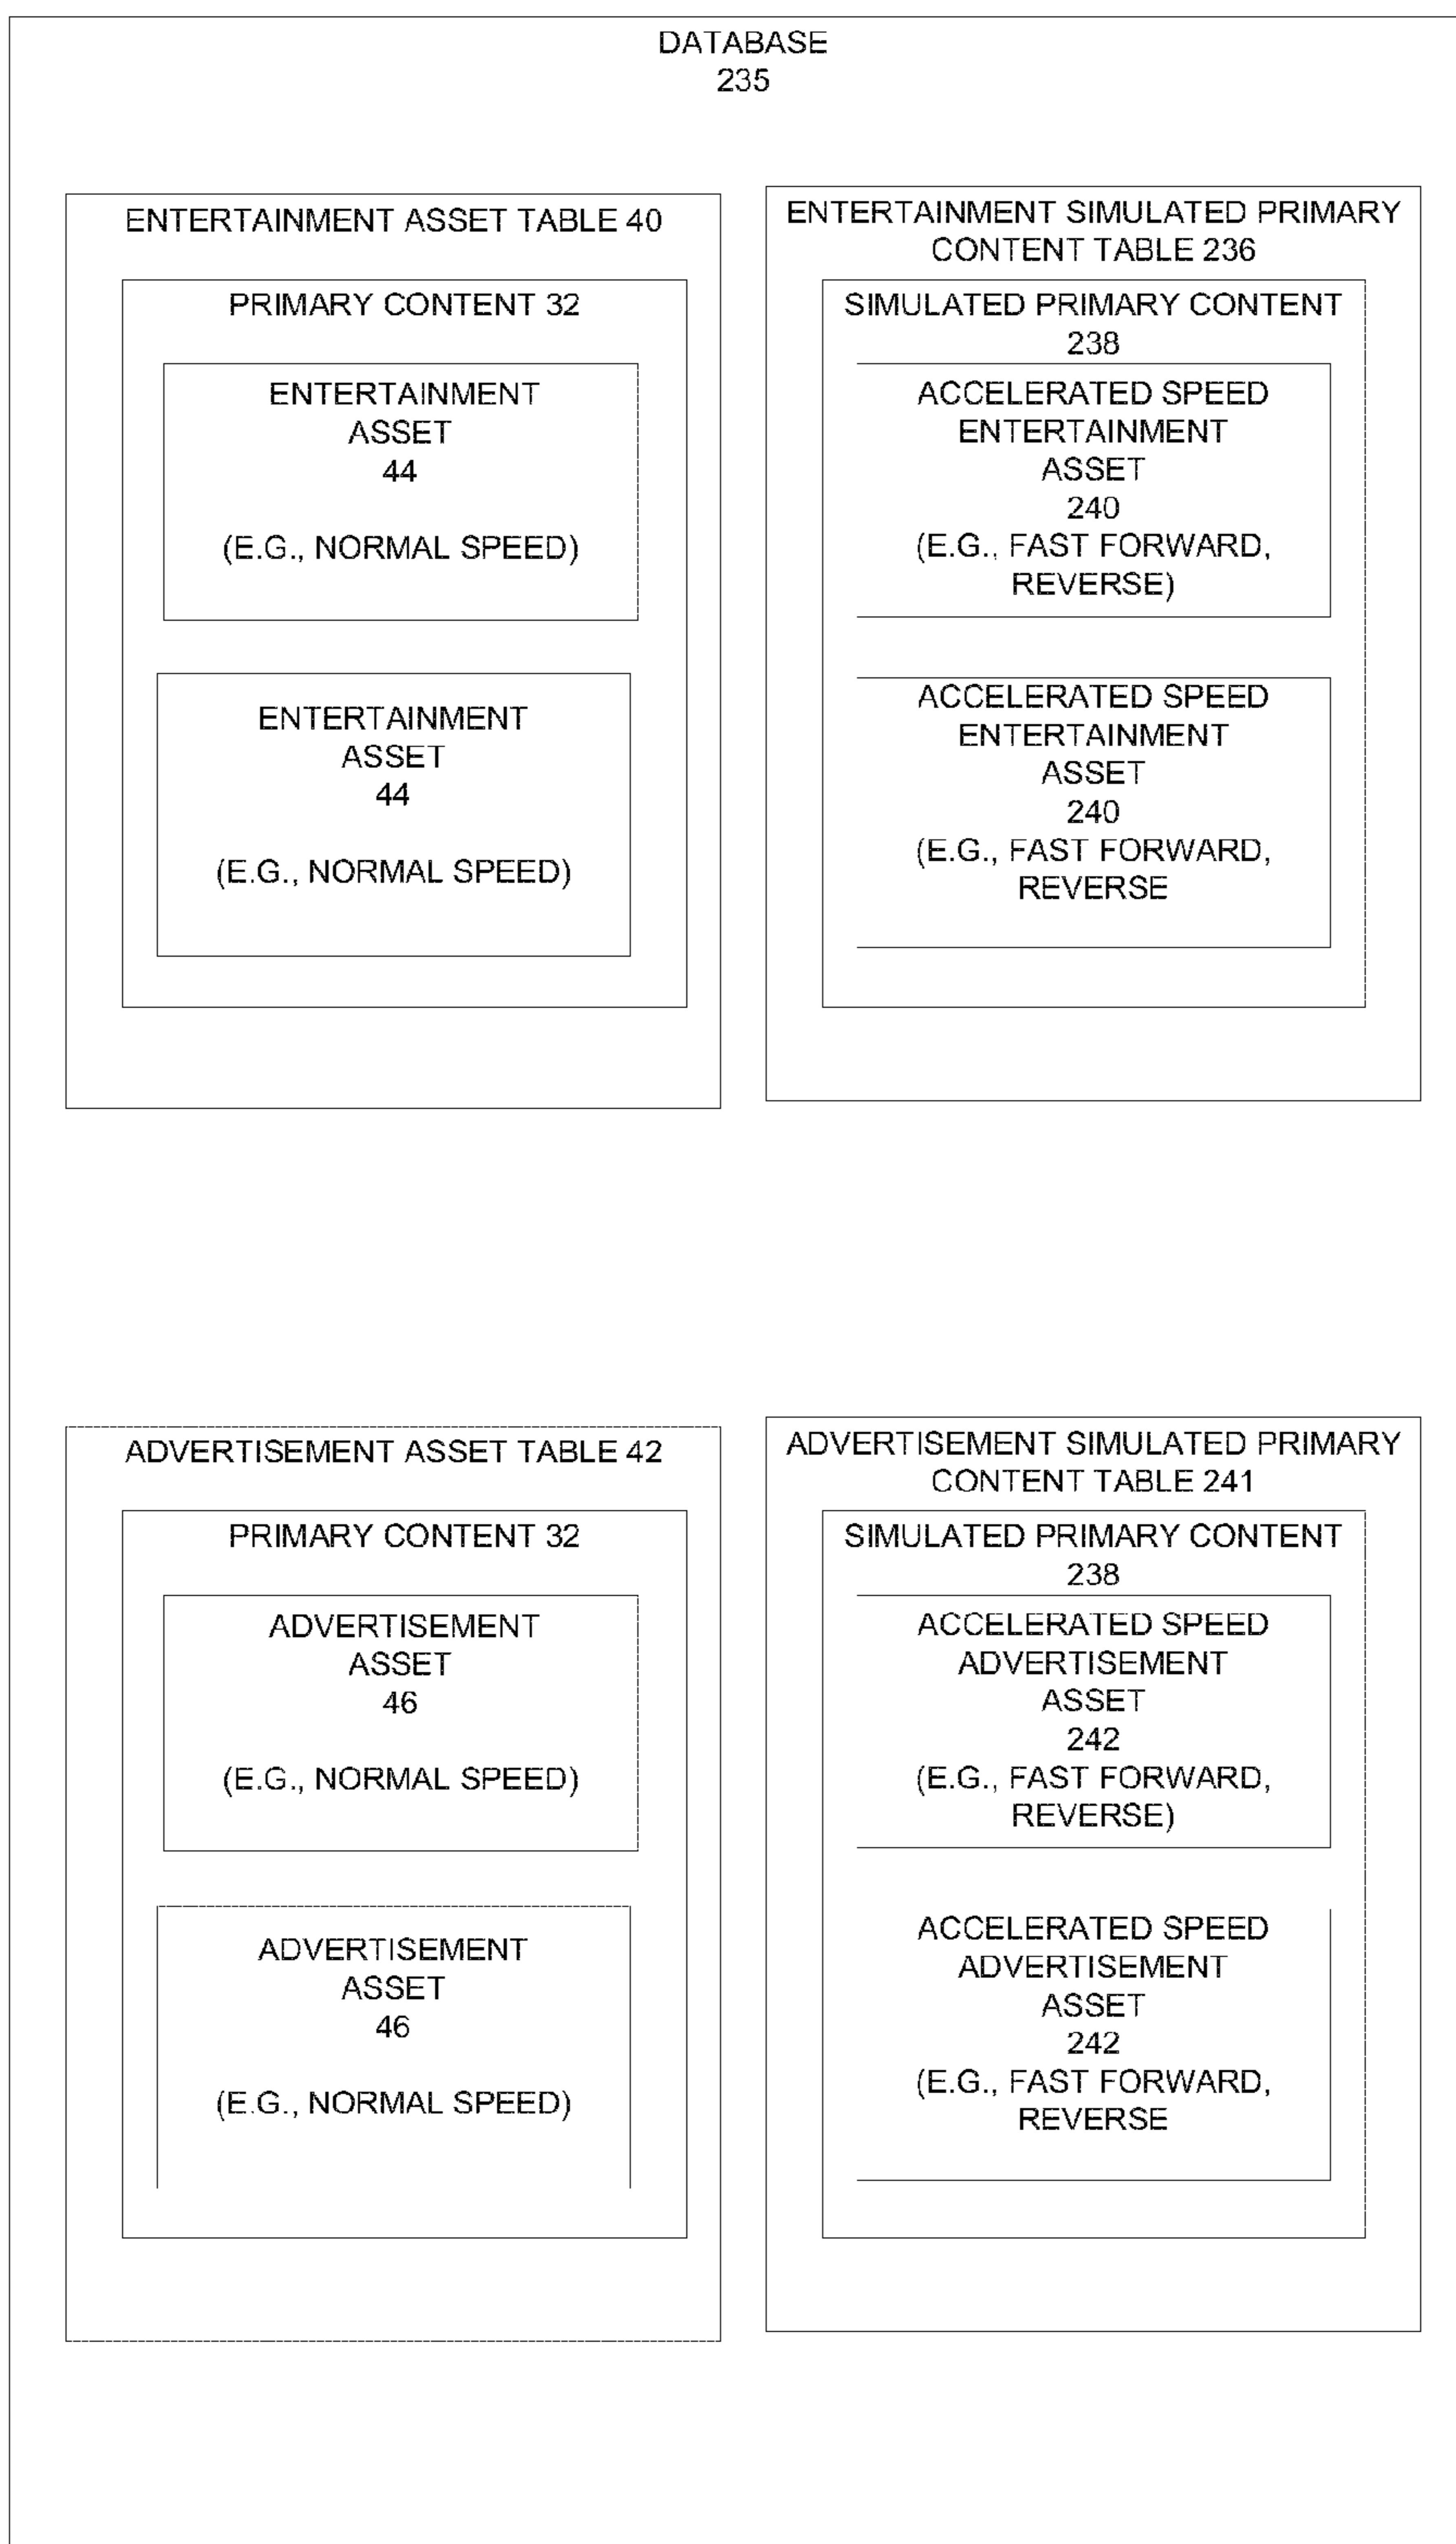 DATABASE
235
ENTERTAINMENT ASSET TABLE 40
PRIMARY CONTENT 32
ENTERTAINMENT
ASSET
44
(E.G., NORMAL SPEED)
ENTERTAINMENT
ASSET
44
(E.G., NORMAL SPEED)
ENTERTAINMENT SIMULATED PRIMARY
CONTENT TABLE 236
SIMULATED PRIMARY CONTENT
238
ACCELERATED SPEED
ENTERTAINMENT
ASSET
240
(E.G., FAST FORWARD,
REVERSE)
ACCELERATED SPEED
ENTERTAINMENT
ASSET
240
(E.G., FAST FORWARD,
REVERSE
ADVERTISEMENT ASSET TABLE 42
PRIMARY CONTENT 32
ADVERTISEMENT
ASSET
46
(E.G., NORMAL SPEED)
ADVERTISEMENT
ASSET
46
(E.G., NORMAL SPEED)
ADVERTISEMENT SIMULATED PRIMARY
CONTENT TABLE 241
SIMULATED PRIMARY CONTENT
238
ACCELERATED SPEED
ADVERTISEMENT
ASSET
242
(E.G., FAST FORWARD,
REVERSE)
ACCELERATED SPEED
ADVERTISEMENT
ASSET
242
(E.G., FAST FORWARD,
REVERSE